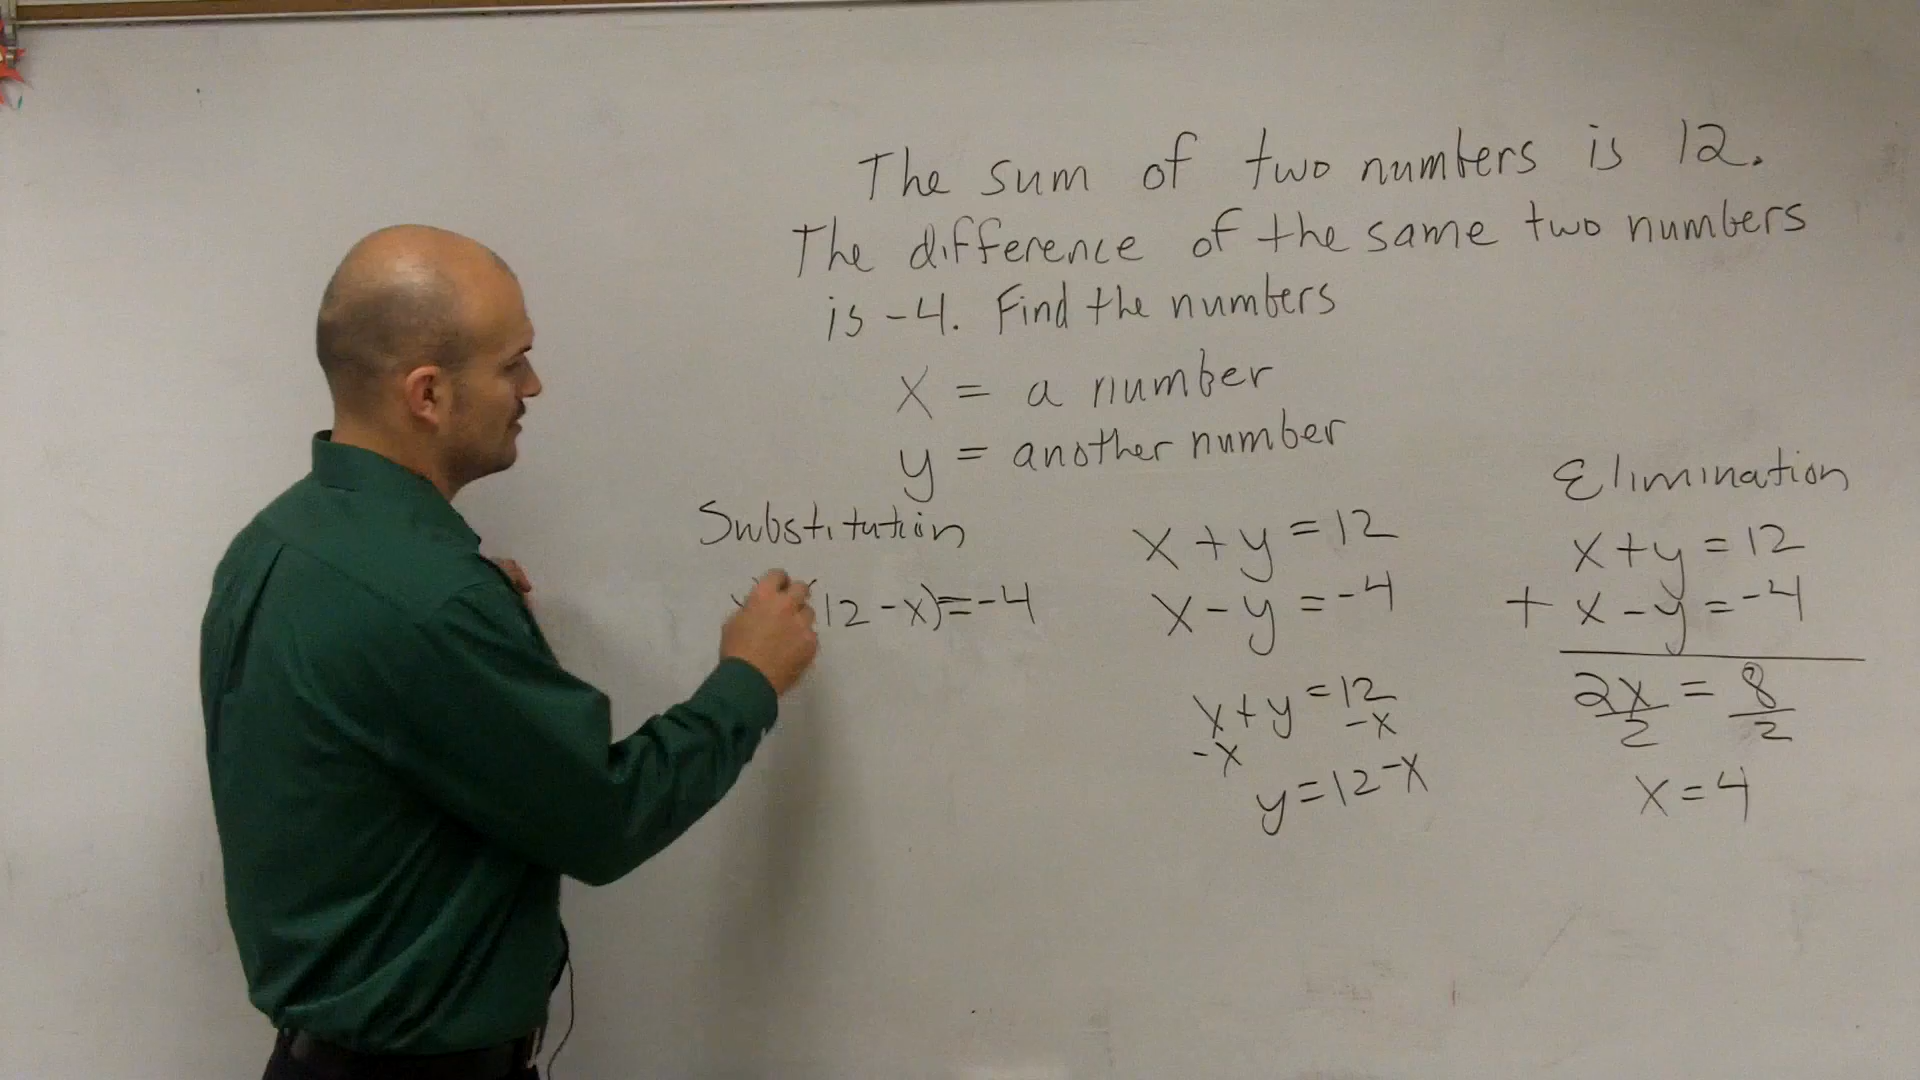 The sum of two numbers is 12.
The difference of the same two numbers
is -4. Find the numbers
x = a number
y = another number
Substitution
(12 - x) = -4
x + y = 12
x - y = -4
x + y = 12
-x -x
y = 12 - x
Elimination
x + y = 12
+ x - y = -4
2x = 8
2 2
x = 4